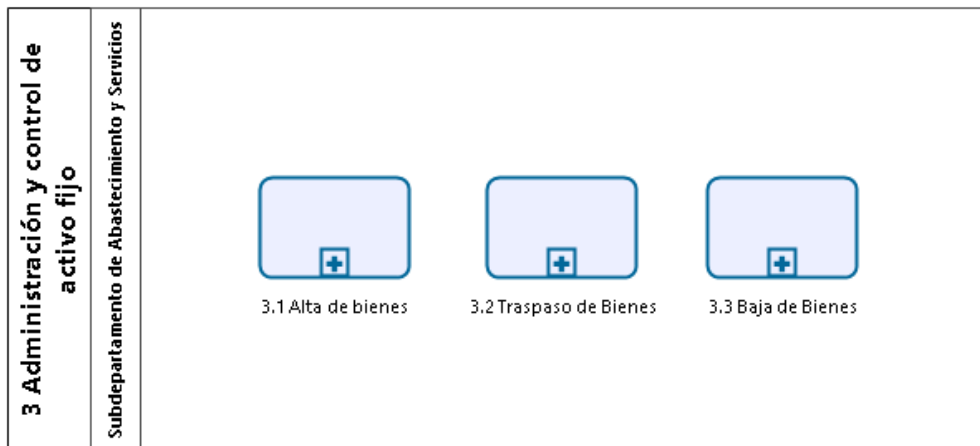 3 Administración y control de
activo fijo
Subdepartamento de Abastecimiento y Servicios
3.1 Alta de bienes
3.2 Traspaso de Bienes
3.3 Baja de Bienes